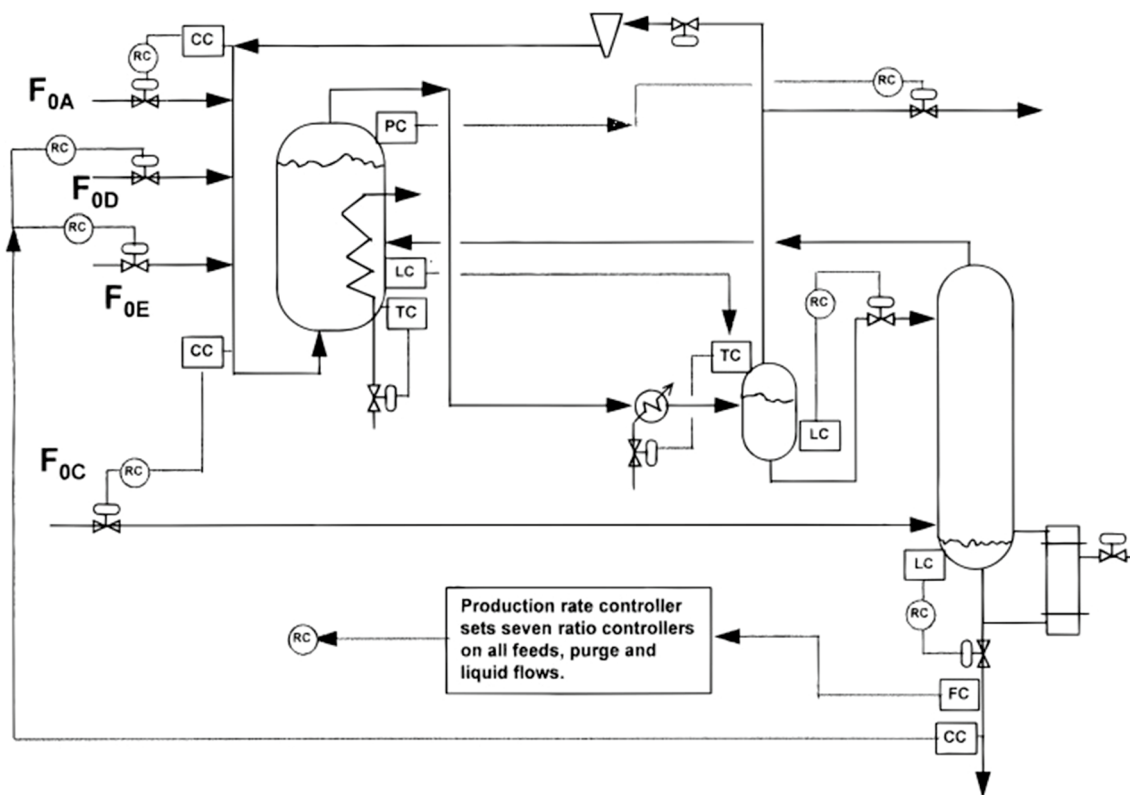 CC
RC
RC
F0A
PC
RC
F0D
RC
LC
F0E
TC
RC
CC
TC
LC
F0C
RC
LC
RC
Production rate controller
sets seven ratio controllers
on all feeds, purge and
liquid flows.
RC
FC
CC